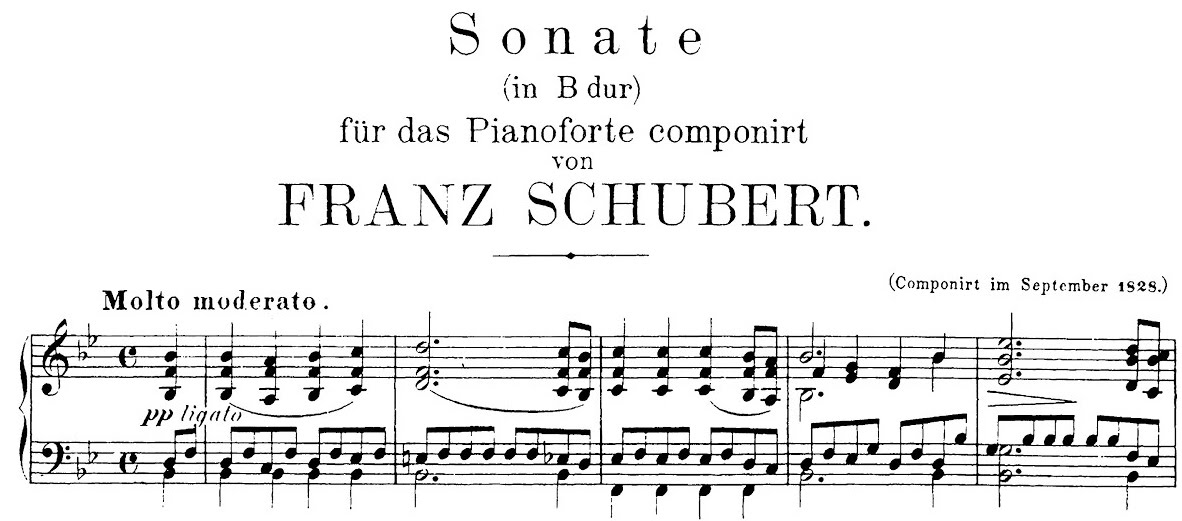 Sonate
(in B dur)
für das Pianoforte componirt
von
FRANZ SCHUBERT.
(Componirt im September 1828.)
Molto moderato.
pp ligato